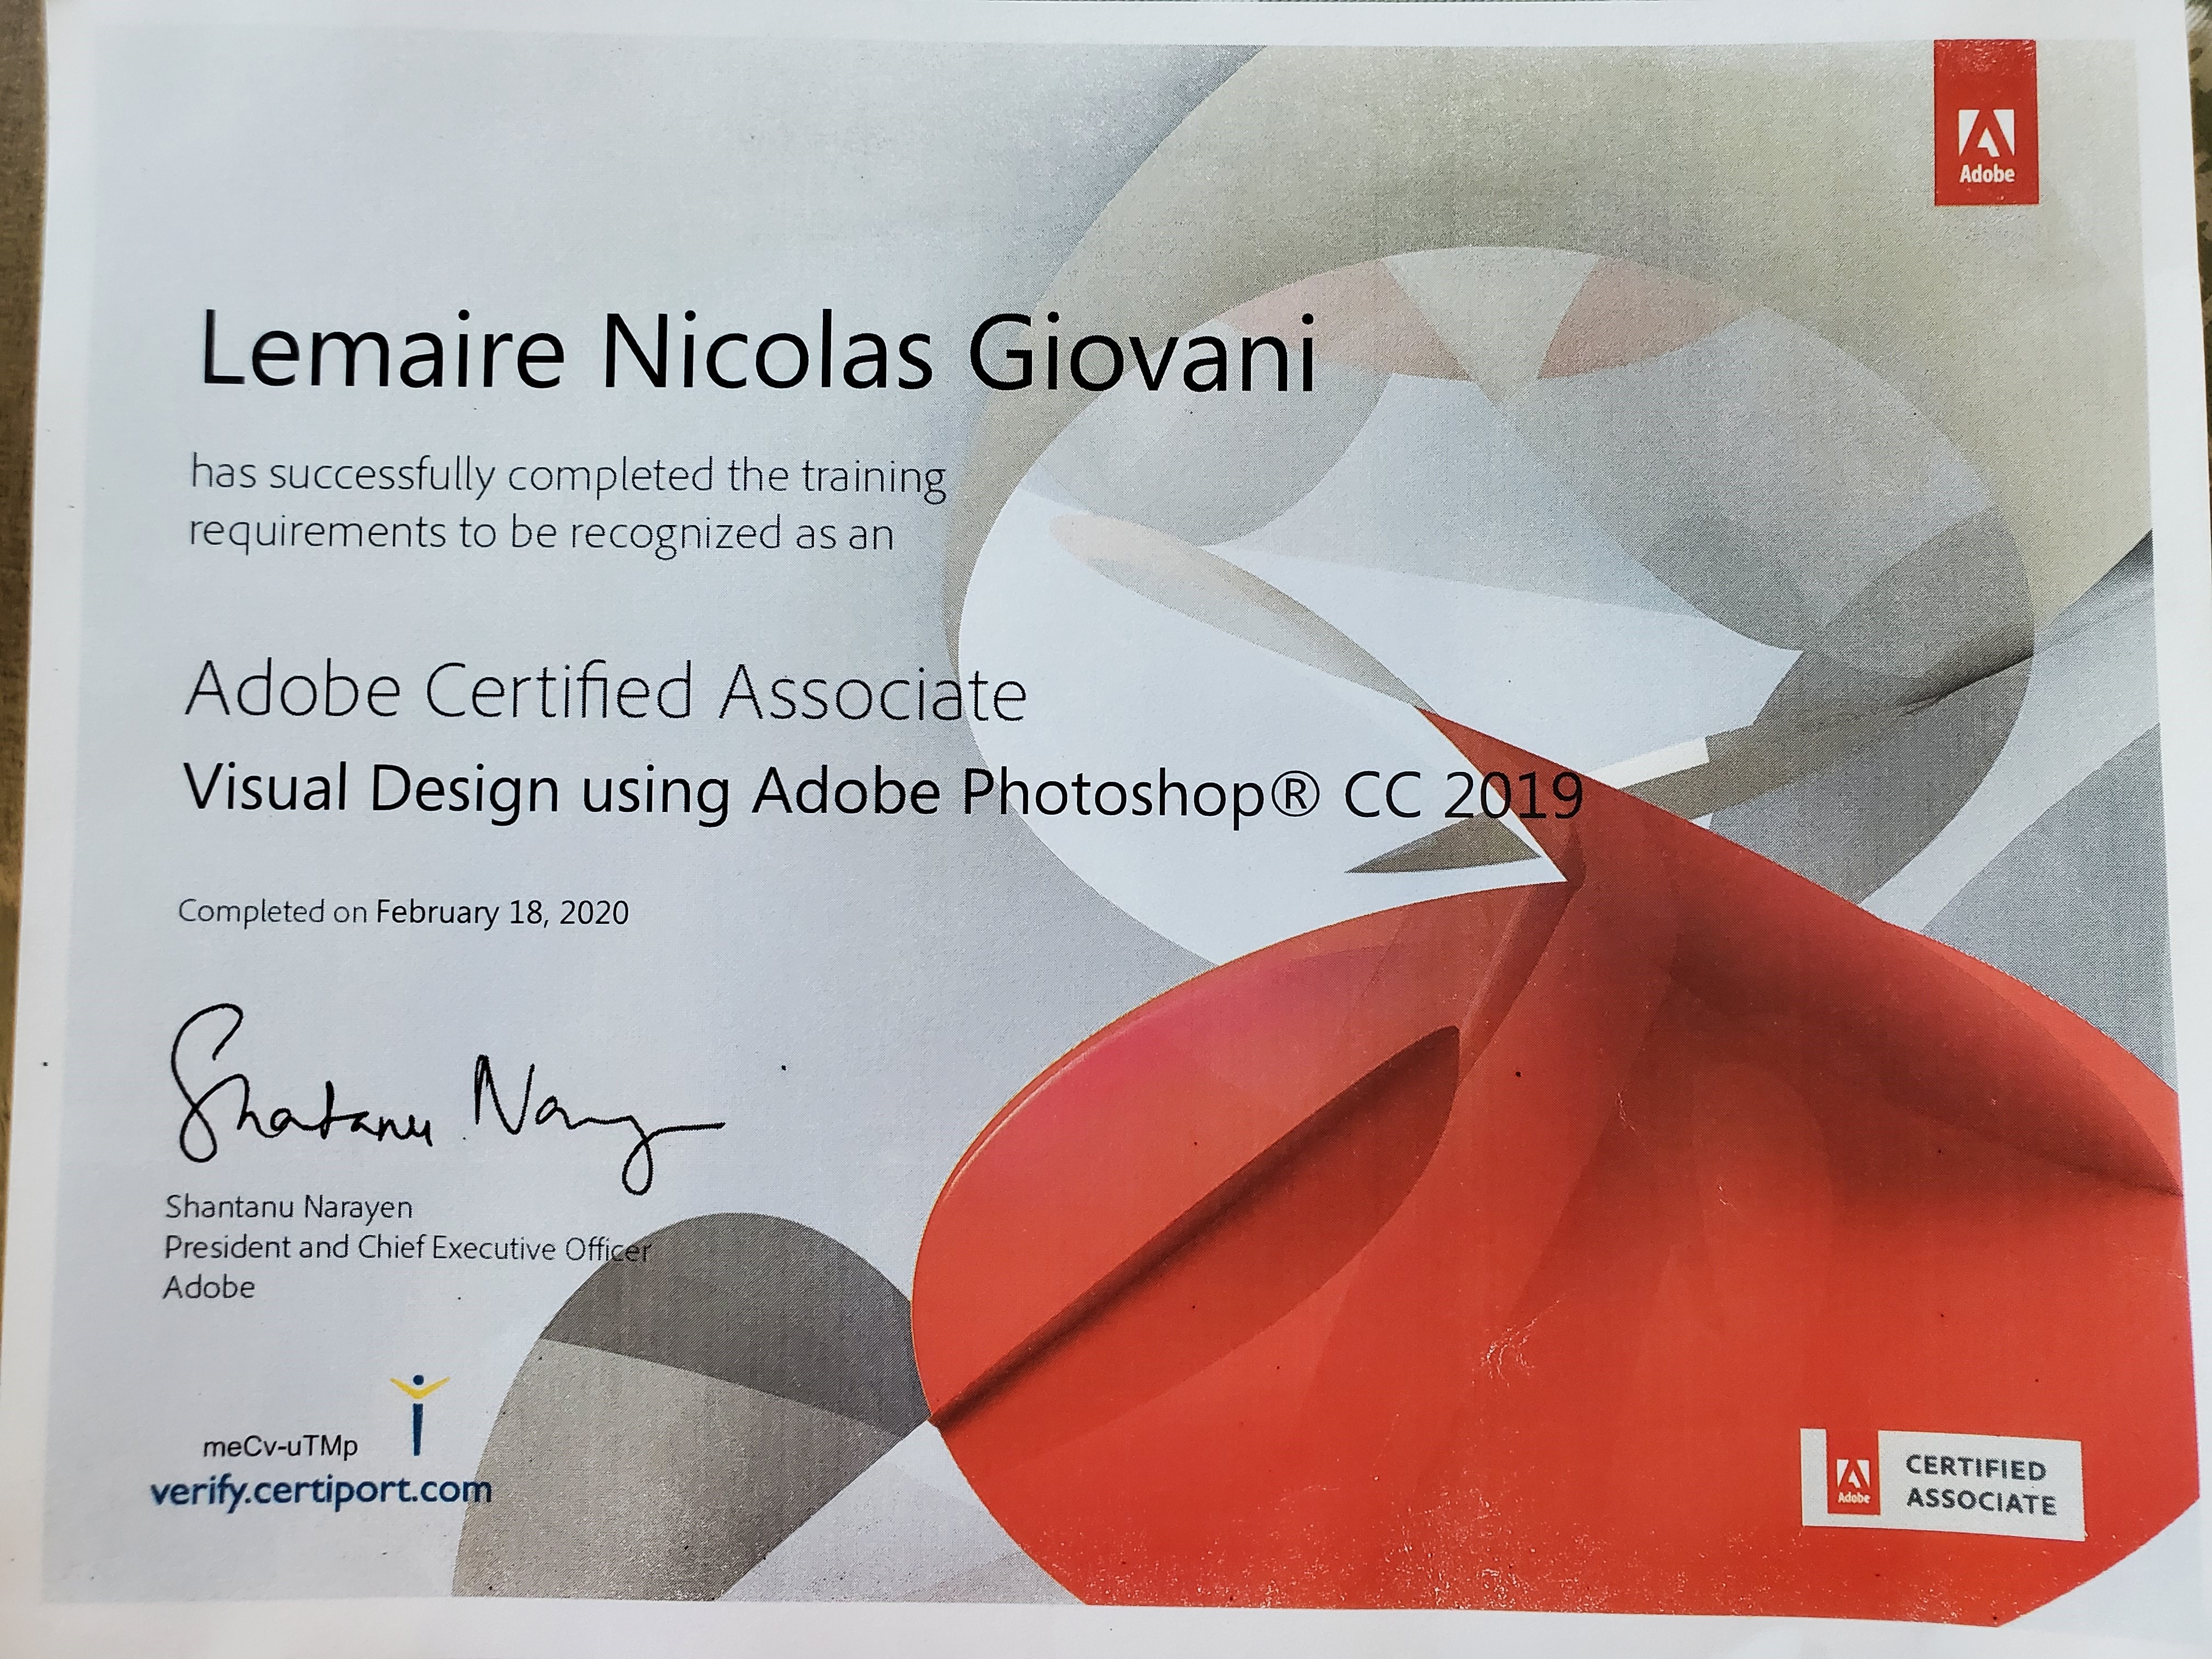 Adobe
Lemaire Nicolas Giovani
has successfully completed the training
requirements to be recognized as an
Adobe Certified Associate
Visual Design using Adobe Photoshop® CC 2019
Completed on February 18, 2020
Shantanu Narayen
Shantanu Narayen
President and Chief Executive Officer
Adobe
meCv-uTMp
verify.certiport.com
Adobe
CERTIFIED
ASSOCIATE